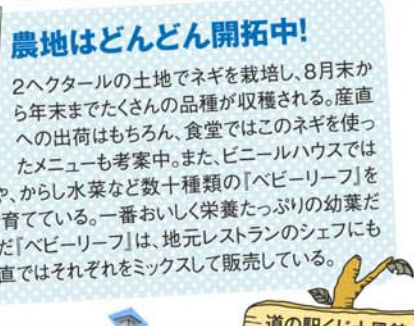 農地はどんどん開拓中!
2ヘクタールの土地でネギを栽培し、8月末か
ら年末までたくさんの品種が収穫される。産直
への出荷はもちろん、食堂ではこのネギを使っ
たメニューも考案中。また、ビニールハウスでは
や、からし水菜など数十種類の『ベビーリーフ』を
育てている。一番おいしく栄養たっぷりの幼葉だ
だ『ベビーリーフ』は、地元レストランのシェフにも
直ではそれぞれをミックスして販売している。
道の駅くじ